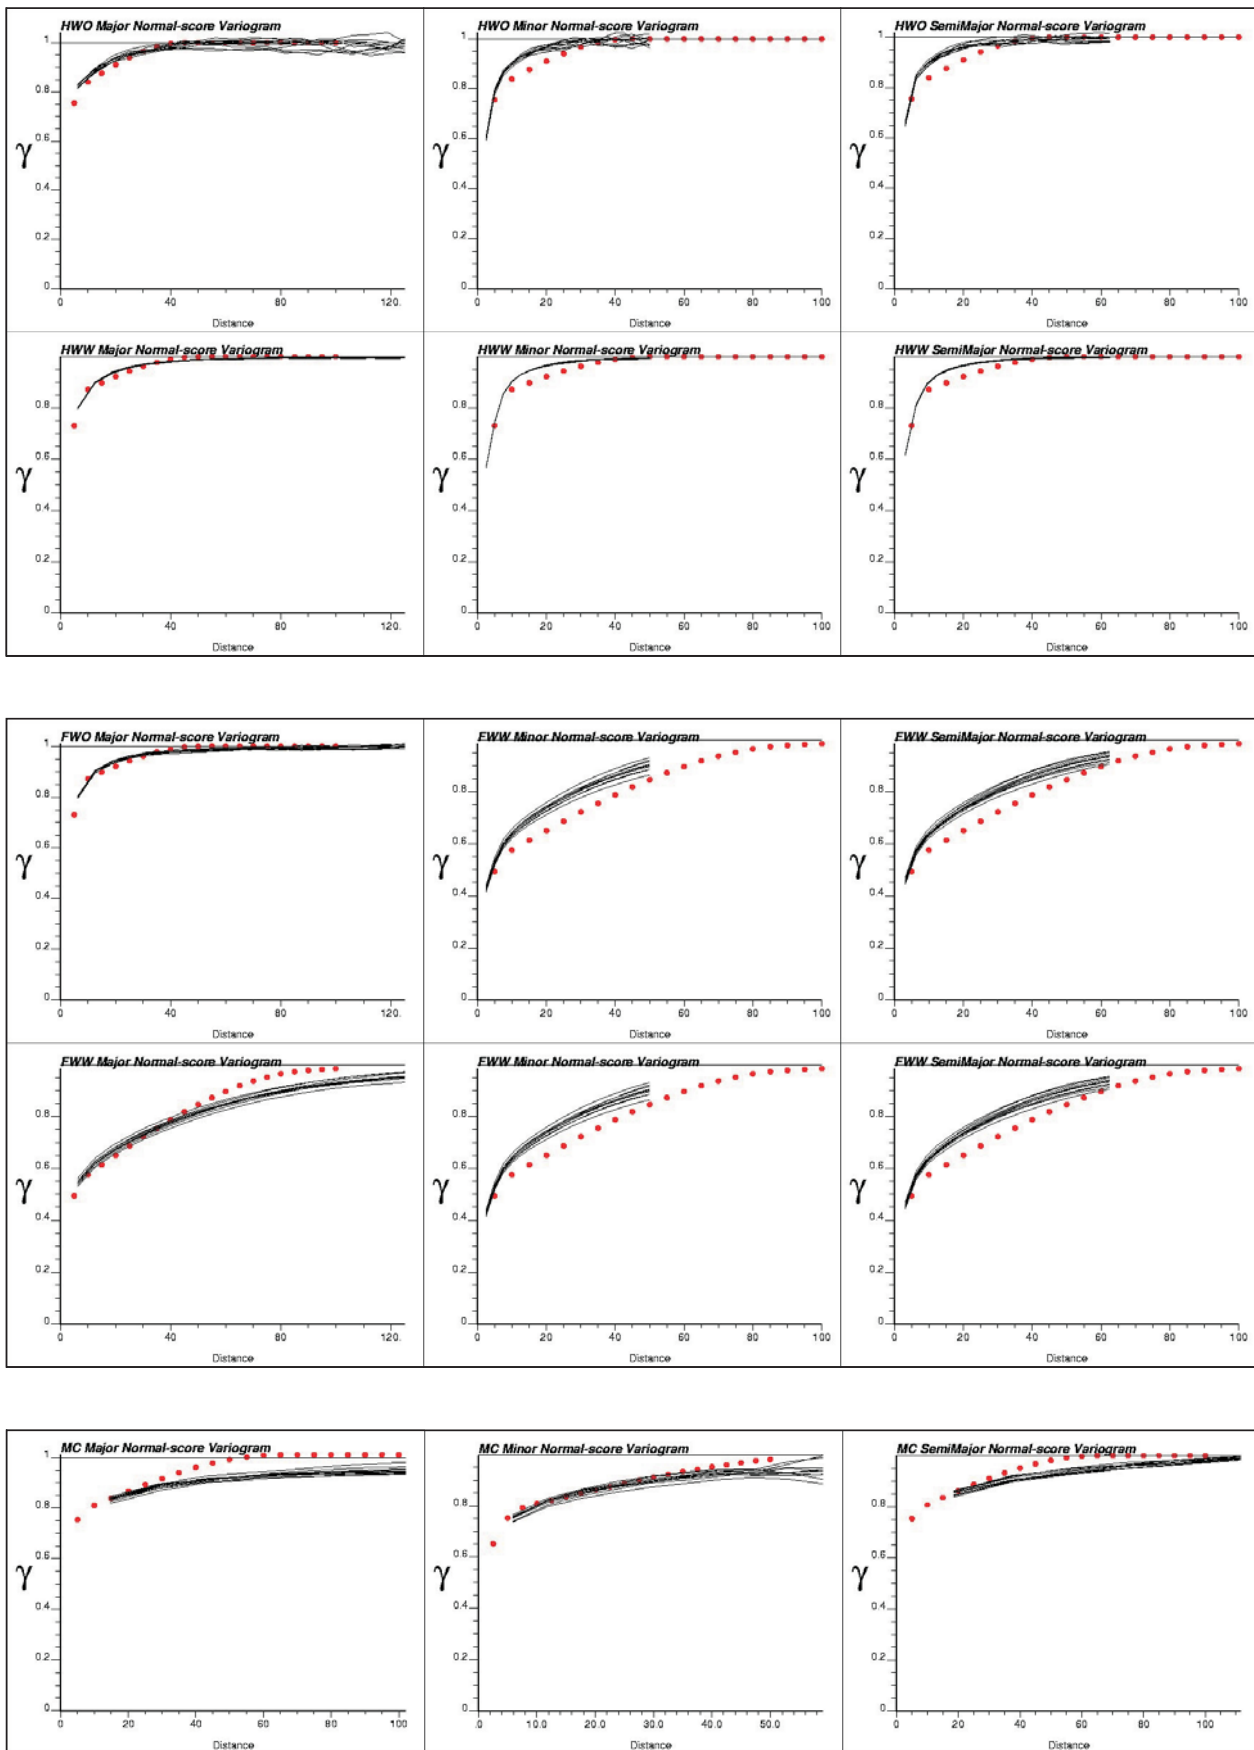 HWO Major Normal-score Variogram
HWO Minor Normal-score Variogram
HWO SemiMajor Normal-score Variogram
1 1 1
0.8 0.8 0.8
0.6 0.6 0.6
γ γ γ
0.4 0.4 0.4
0.2 0.2 0.2
0. 0. 0.
0 40 80 120. 0 20 40 60 80 100 0 20 40 60 80 100
Distance Distance Distance
HWW Major Normal-score Variogram
HWW Minor Normal-score Variogram
HWW SemiMajor Normal-score Variogram
0.8 0.8 0.8
0.6 0.6 0.6
γ γ γ
0.4 0.4 0.4
0.2 0.2 0.2
0. 0. 0.
0 40 80 120. 0 20 40 60 80 100 0 20 40 60 80 100
Distance Distance Distance
FWO Major Normal-score Variogram
FWW Minor Normal-score Variogram
FWW SemiMajor Normal-score Variogram
1
0.8 0.8 0.8
0.6 0.6 0.6
γ γ γ
0.4 0.4 0.4
0.2 0.2 0.2
0. 0. 0.
0 40 80 120. 0 20 40 60 80 100 0 20 40 60 80 100
Distance Distance Distance
FWW Major Normal-score Variogram
FWW Minor Normal-score Variogram
FWW SemiMajor Normal-score Variogram
0.8 0.8 0.8
0.6 0.6 0.6
γ γ γ
0.4 0.4 0.4
0.2 0.2 0.2
0. 0. 0.
0 40 80 120. 0 20 40 60 80 100 0 20 40 60 80 100
Distance Distance Distance
MC Major Normal-score Variogram
MC Minor Normal-score Variogram
MC SemiMajor Normal-score Variogram
1
0.8 0.8 0.8
0.6 0.6 0.6
γ γ γ
0.4 0.4 0.4
0.2 0.2 0.2
0. 0. 0.
0 20 40 60 80 100 .0 10.0 20.0 30.0 40.0 50.0 0 20 40 60 80 100
Distance Distance Distance